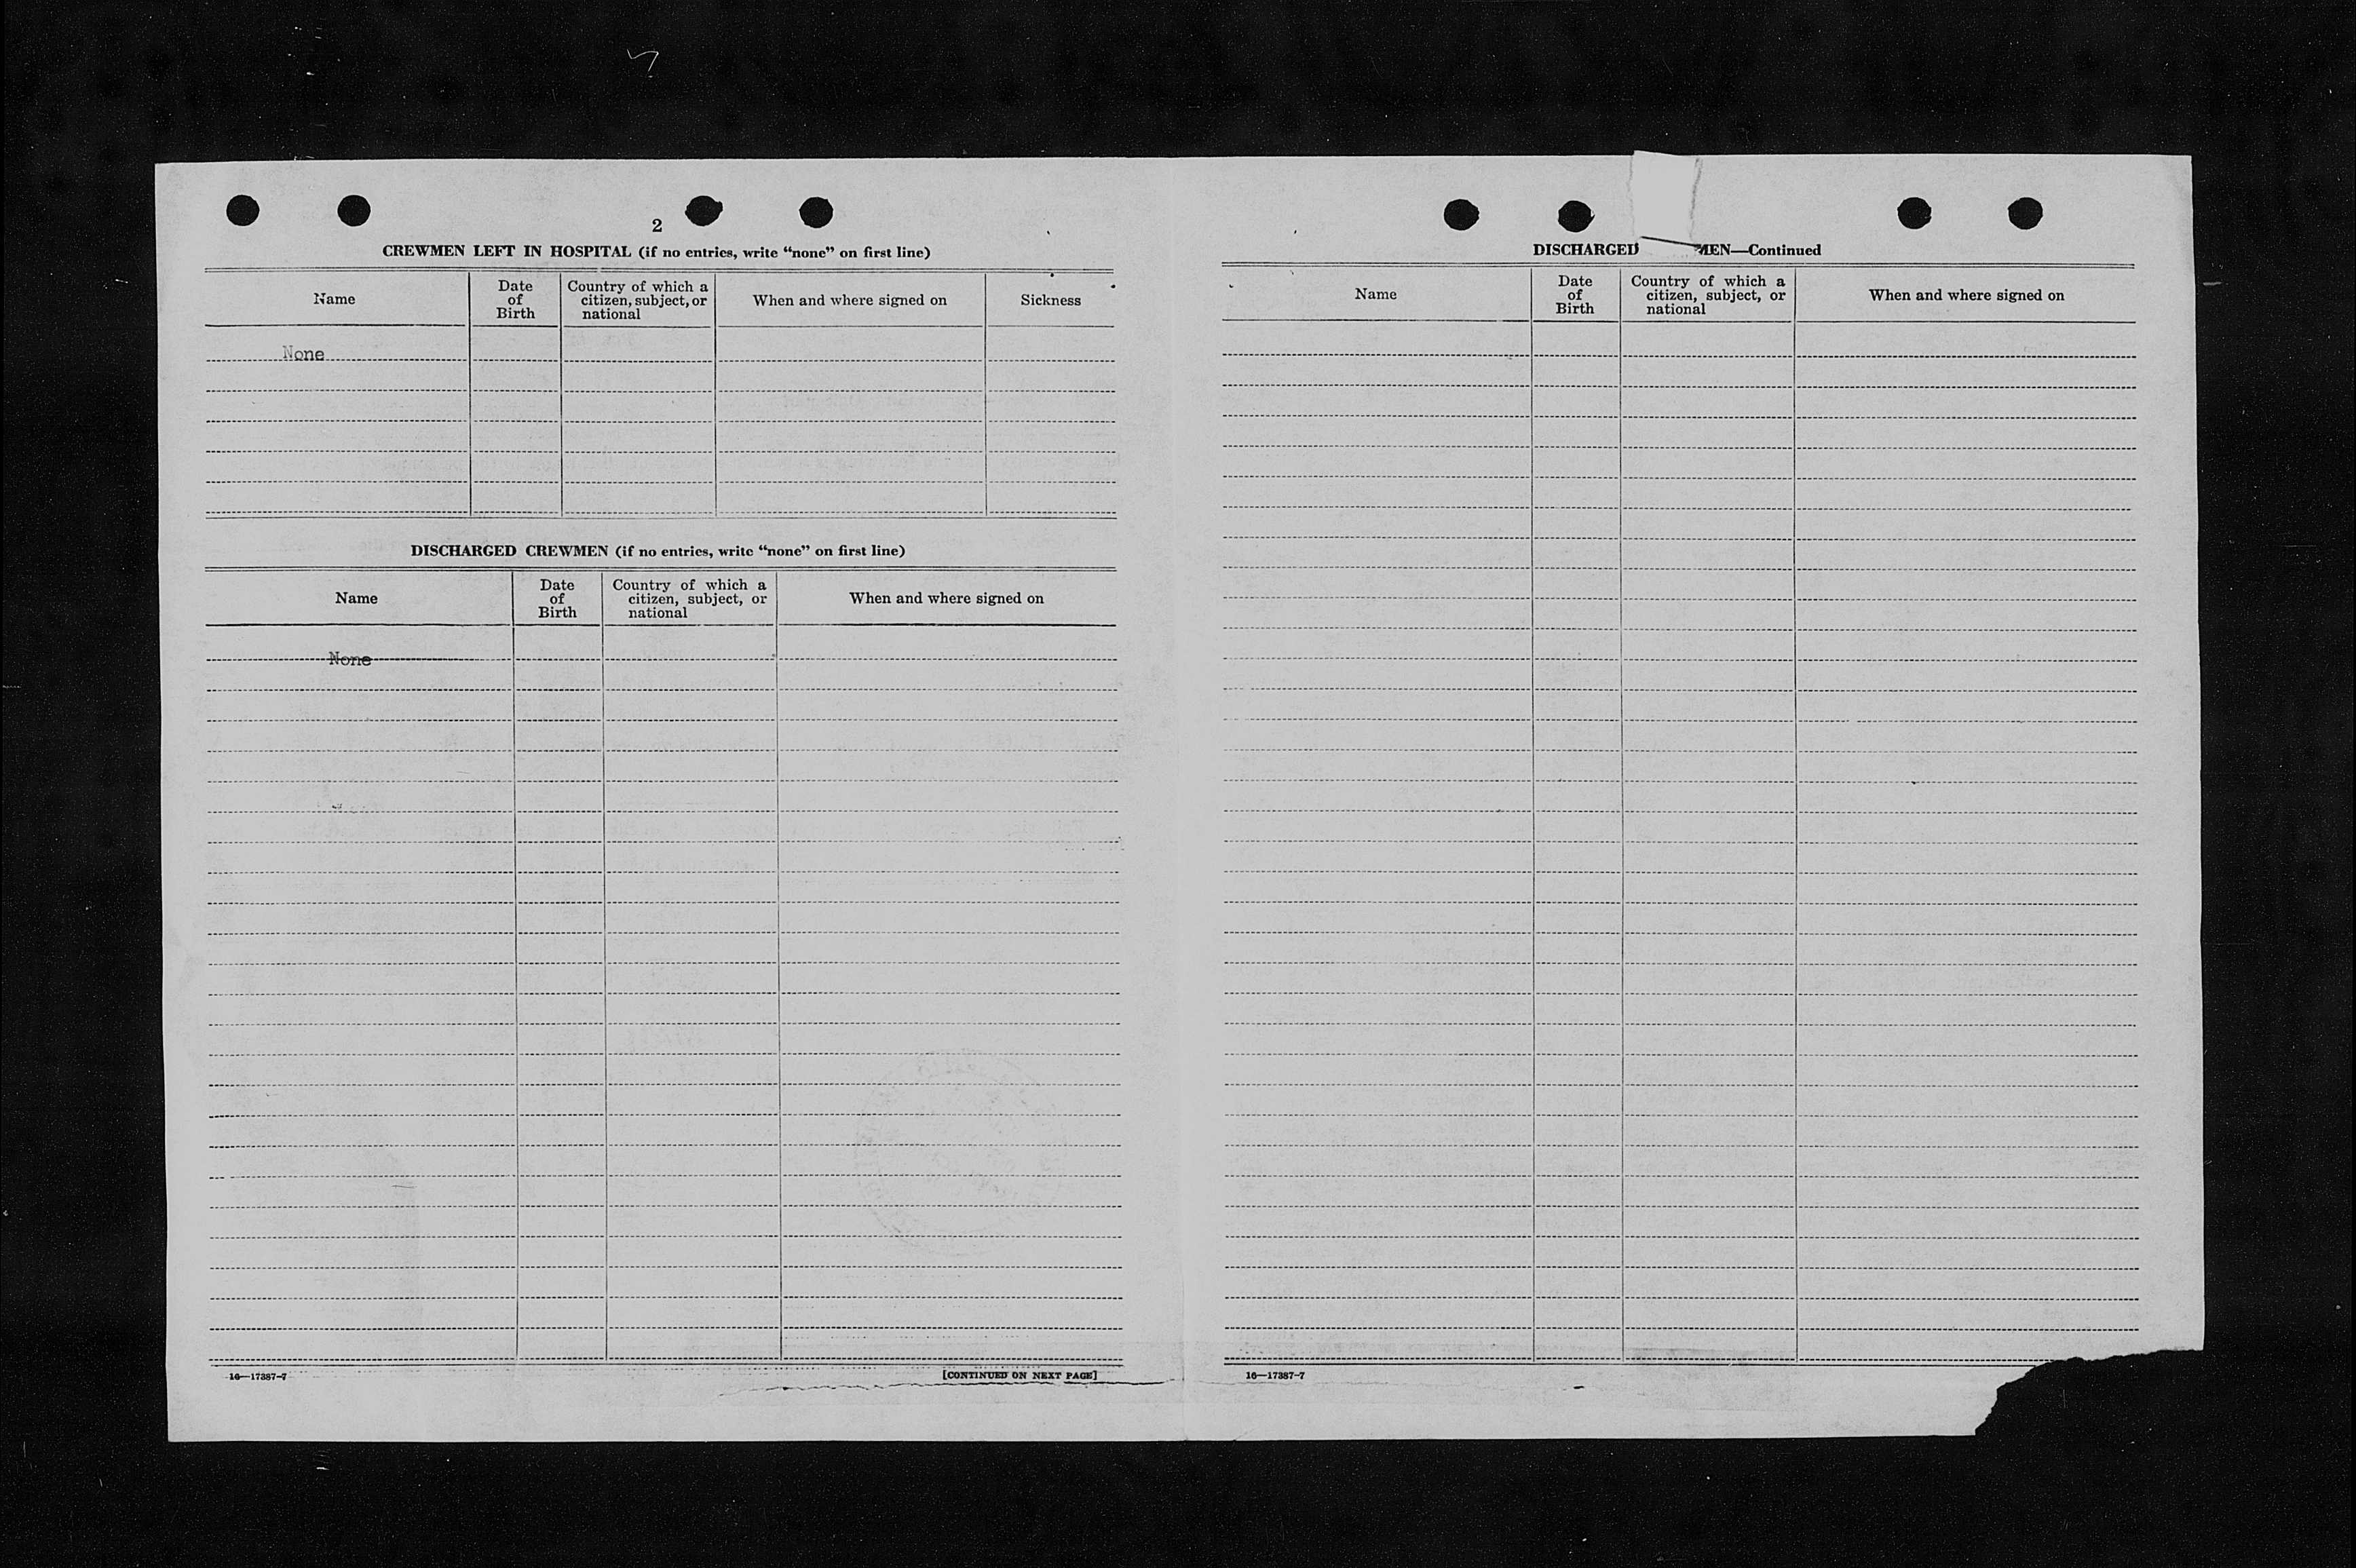 2
CREWMEN LEFT IN HOSPITAL (if no entries, write “none” on first line)
Name
Date of Birth
Country of which a citizen, subject, or national
When and where signed on
Sickness
None
DISCHARGED CREWMEN (if no entries, write “none” on first line)
Name
Date of Birth
Country of which a citizen, subject, or national
When and where signed on
None
16—17387-7
[CONTINUED ON NEXT PAGE]
DISCHARGED MEN—Continued
Name
Date of Birth
Country of which a citizen, subject, or national
When and where signed on
16—17387-7